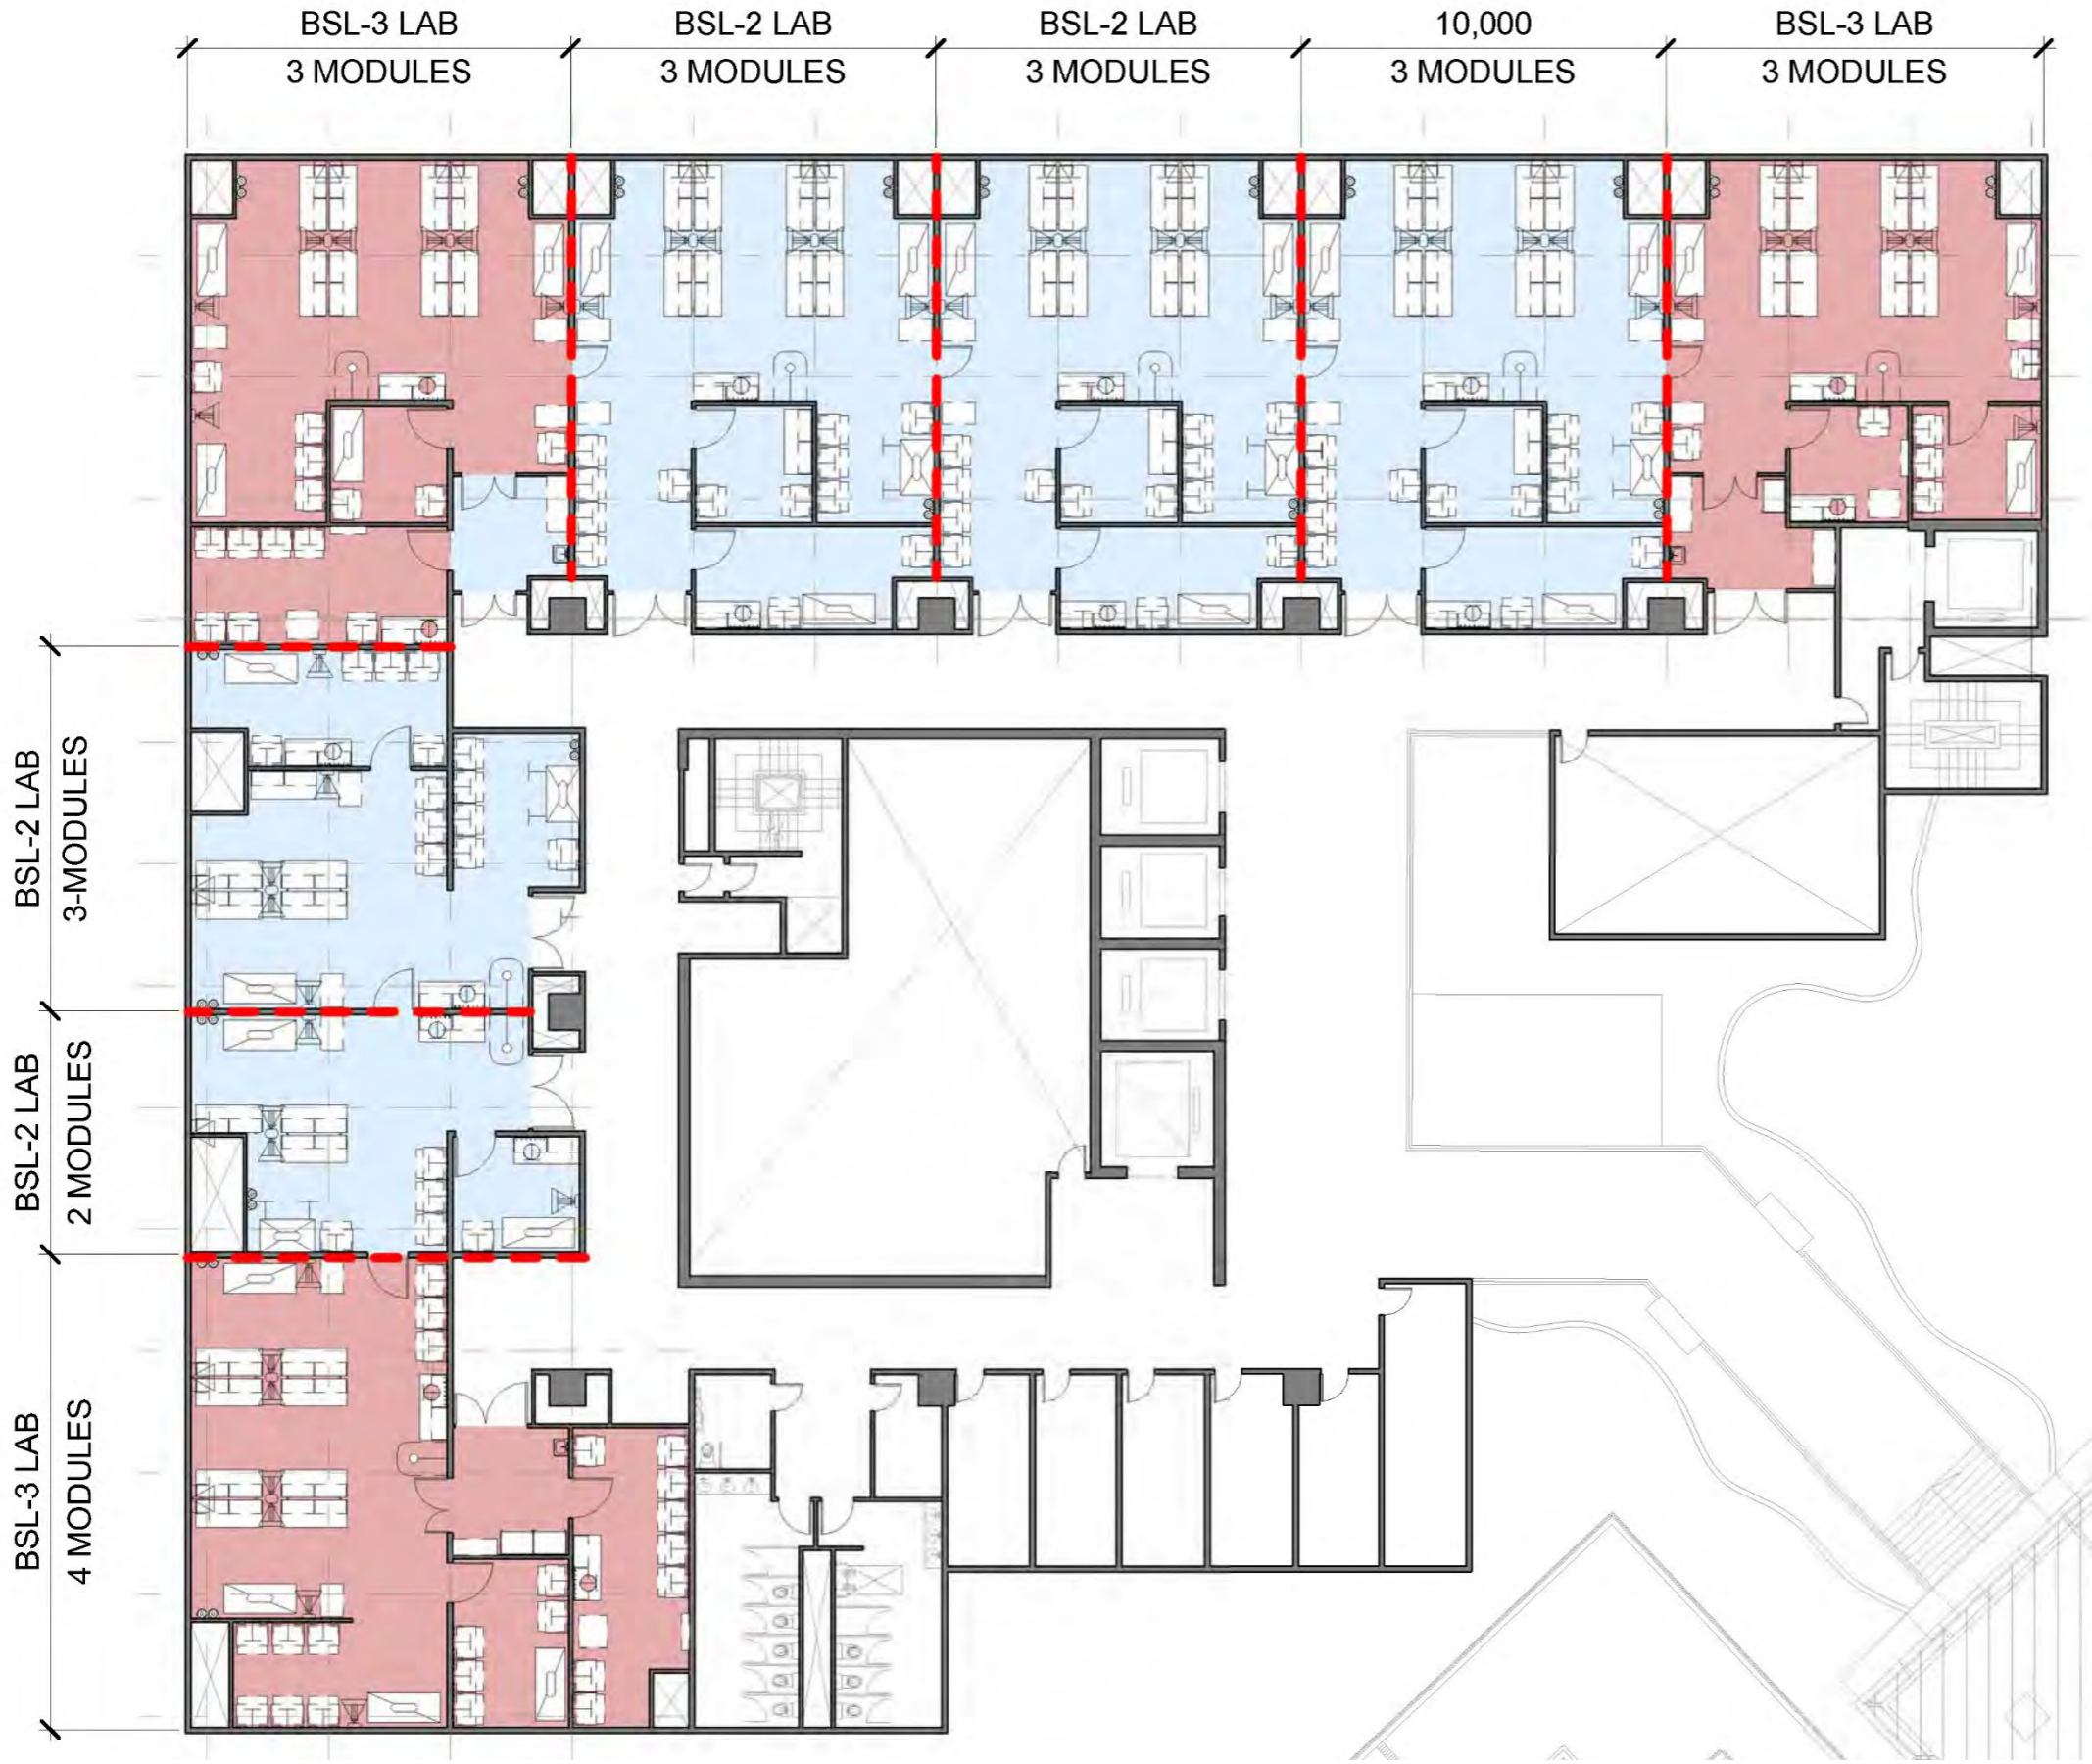 BSL-3 LAB
3 MODULES
BSL-2 LAB
3 MODULES
BSL-2 LAB
3 MODULES
10,000
3 MODULES
BSL-3 LAB
3 MODULES
BSL-2 LAB
3-MODULES
BSL-2 LAB
2 MODULES
BSL-3 LAB
4 MODULES